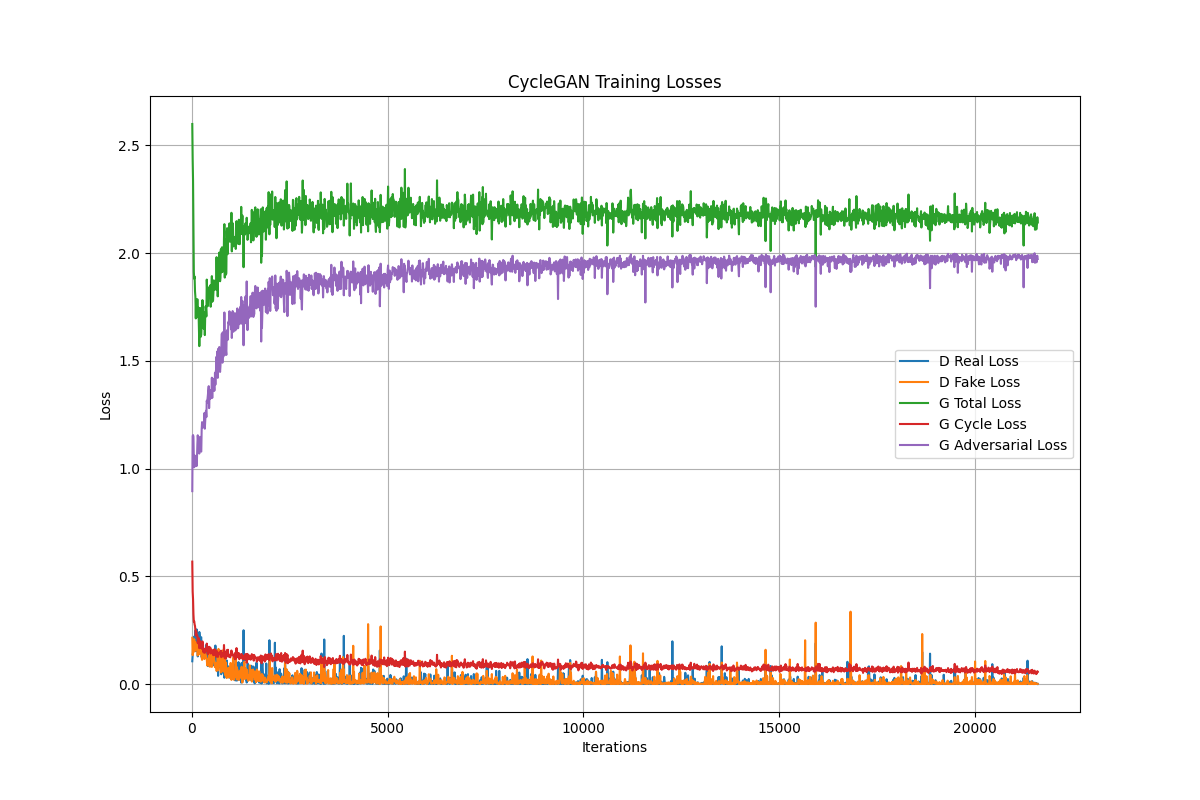 CycleGAN Training Losses
2.5
2.0
1.5
1.0
0.5
0.0
Loss
D Real Loss
D Fake Loss
G Total Loss
G Cycle Loss
G Adversarial Loss
0
5000
10000
15000
20000
Iterations